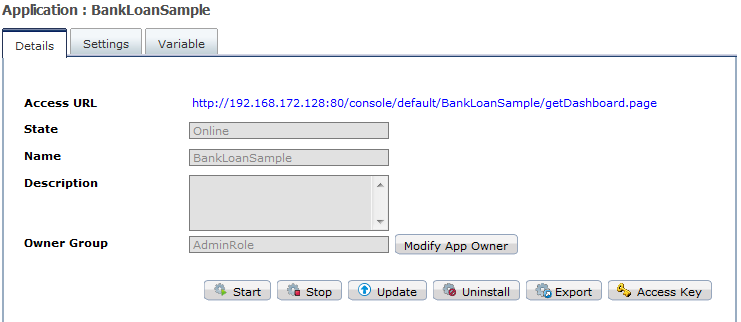 Application : BankLoanSample
Details Settings Variable
Access URL http://192.168.172.128:80/console/default/BankLoanSample/getDashboard.page
State Online
Name BankLoanSample
Description
Owner Group AdminRole Modify App Owner
Start Stop Update Uninstall Export Access Key